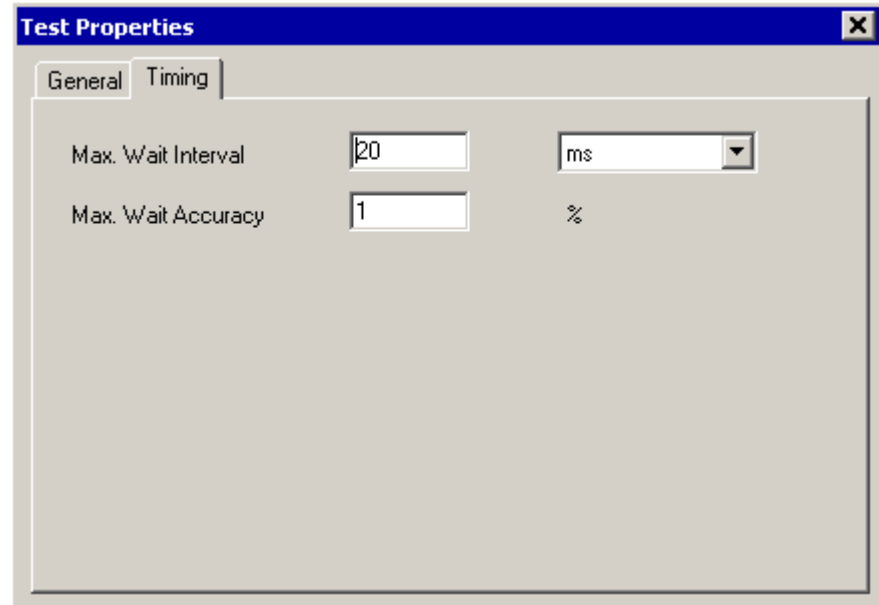 Test Properties
General Timing
Max. Wait Interval 20 ms
Max. Wait Accuracy 1 %